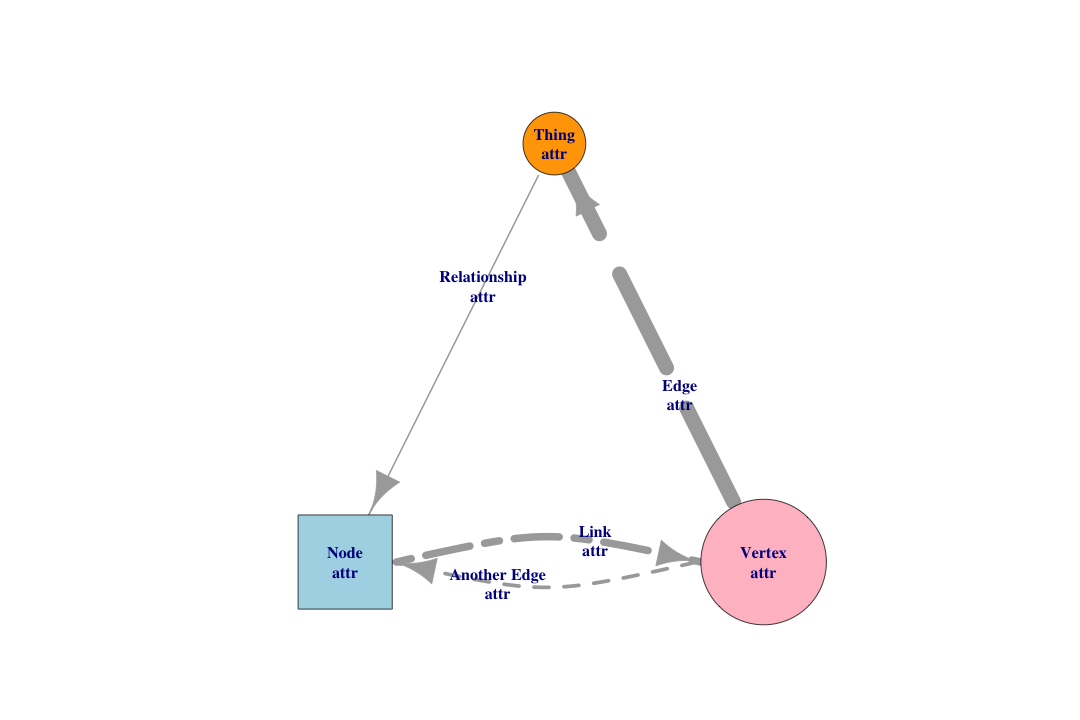 Thing
attr
Relationship
attr
Edge
attr
Link
attr
Node
attr
Another Edge
attr
Vertex
attr